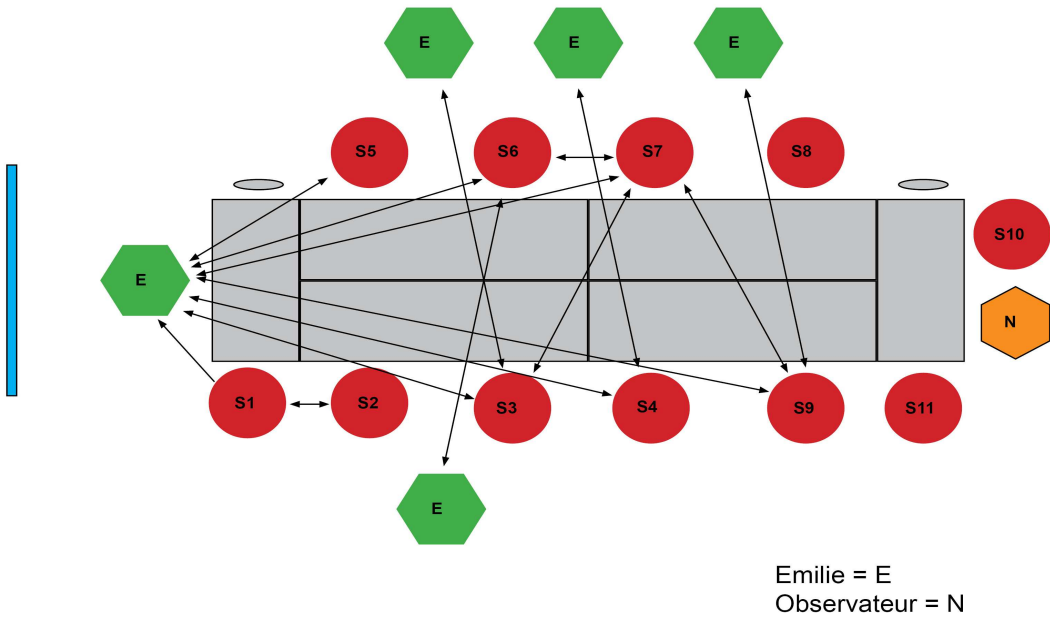 E E E
S5 S6 S7 S8
S10
E
N
S1 S2 S3 S4 S9 S11
E
Emilie = E
Observateur = N